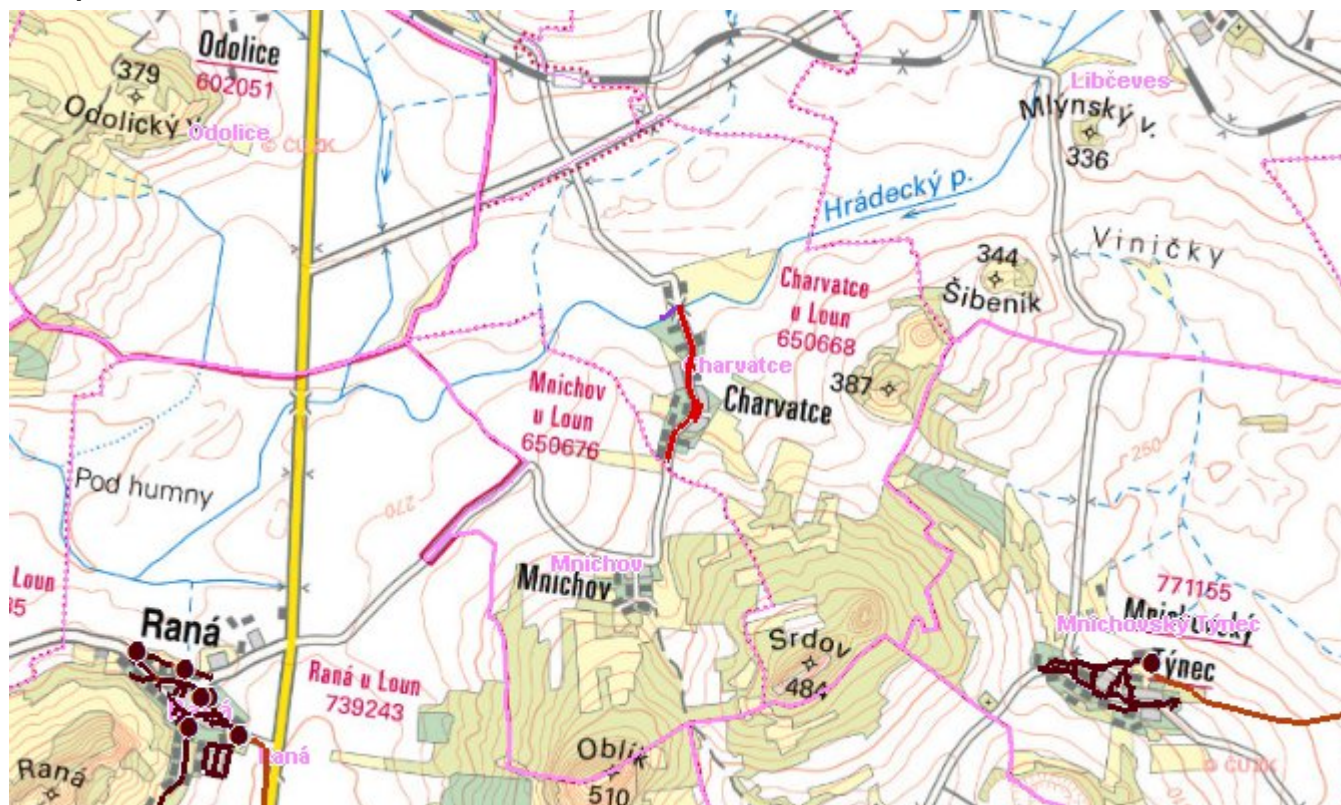 Odolice
602051
379
Odolický v.
Odolice
© ČÚZK
Libčeves
Mlýnský v.
336
Hrádecký p.
Viničky
344
Šibeník
Charvatce
u Loun
650668
Charvatce
387
Charvatce
Mnichov
u Loun
650676
Pod humny
270
250
Mnichov
Mnichov
Loun
771155
Mnichovský Týnec
Týnec
Raná
Srdov
484
Raná u Loun
739243
Oblík
510
Raná
Raná
© ČÚZK